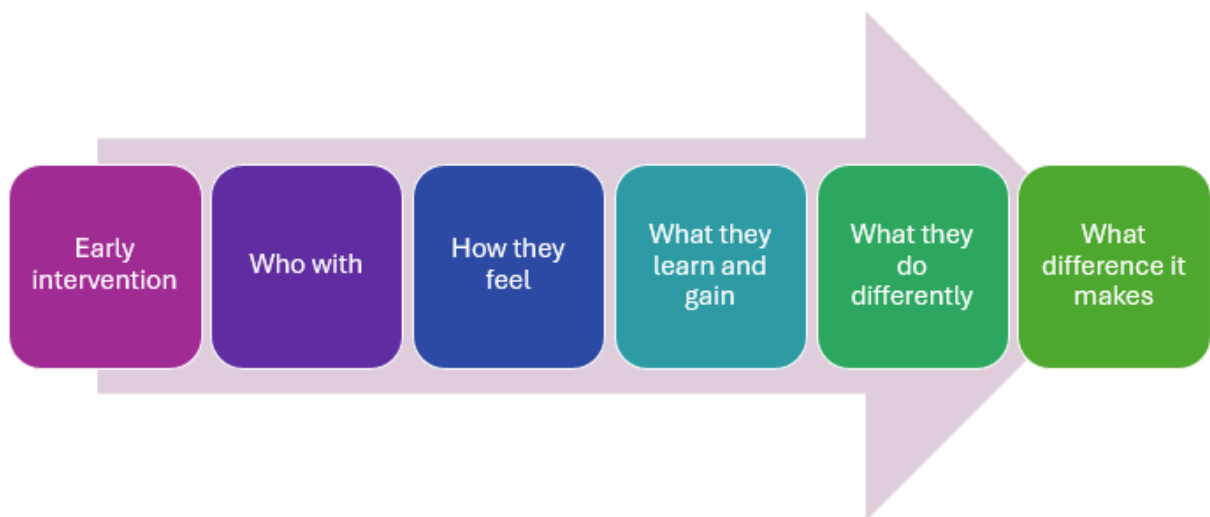 Early
intervention
Who with
How they
feel
What they
learn and
gain
What they
do
differently
What
difference it
makes